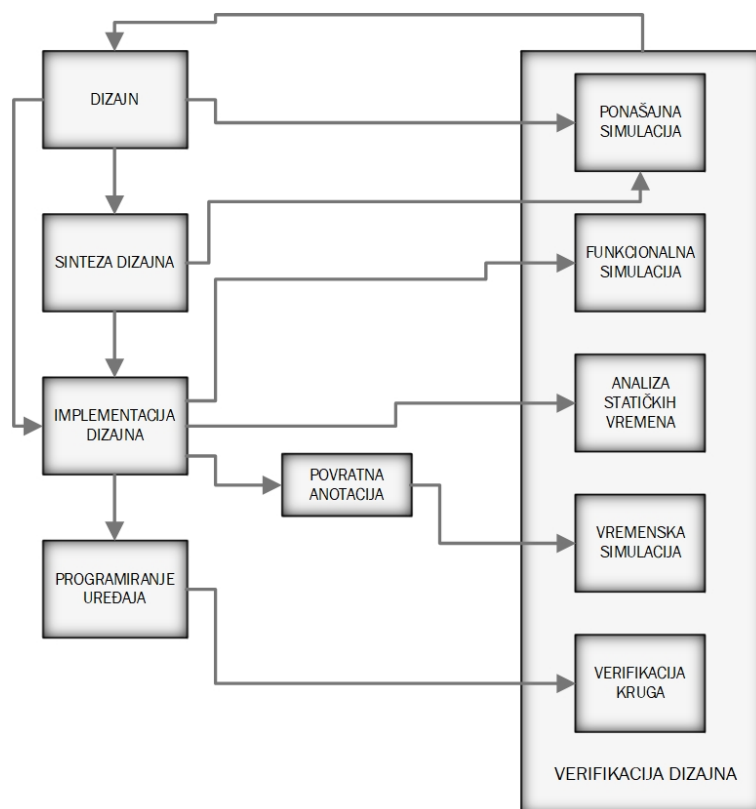 DIZAJN
PONAŠAJNA
SIMULACIJA
SINTEZA DIZAJNA
FUNKCIONALNA
SIMULACIJA
IMPLEMENTACIJA
DIZAJNA
ANALIZA
STATIČKIH
VREMENA
POVRATNA
ANOTACIJA
VREMENSKA
SIMULACIJA
PROGRAMIRANJE
UREĐAJA
VERIFIKACIJA
KRUGA
VERIFIKACIJA DIZAJNA